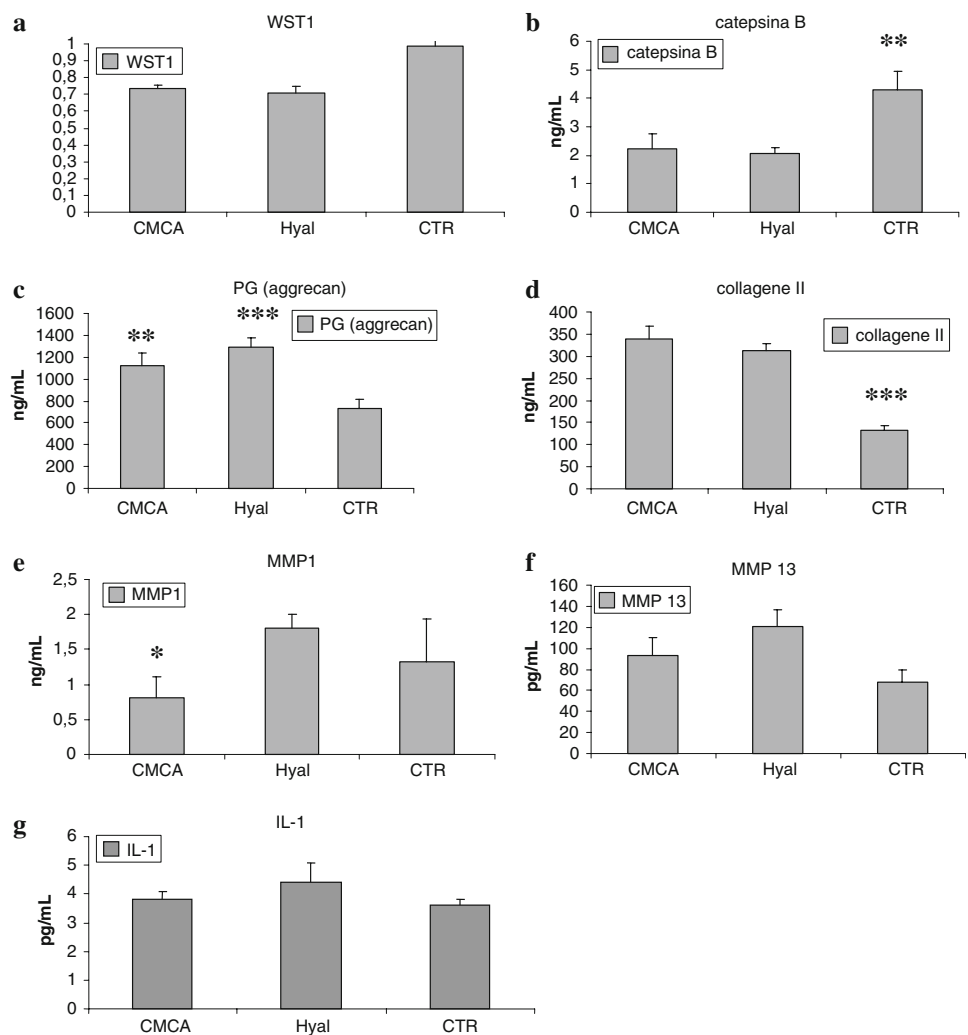 a
WST1
WST1
1
0,9
0,8
0,7
0,6
0,5
0,4
0,3
0,2
0,1
0
CMCA Hyal CTR
b
catepsina B
catepsina B
**
ng/mL
6
5
4
3
2
1
0
CMCA Hyal CTR
c
PG (aggrecan)
PG (aggrecan)
** ***
ng/mL
1600
1400
1200
1000
800
600
400
200
0
CMCA Hyal CTR
d
collagene II
collagene II
***
ng/mL
400
350
300
250
200
150
100
50
0
CMCA Hyal CTR
e
MMP1
MMP1
*
ng/mL
2,5
2
1,5
1
0,5
0
CMCA Hyal CTR
f
MMP 13
MMP 13
pg/mL
160
140
120
100
80
60
40
20
0
CMCA Hyal CTR
g
IL-1
IL-1
pg/mL
6
5
4
3
2
1
0
CMCA Hyal CTR